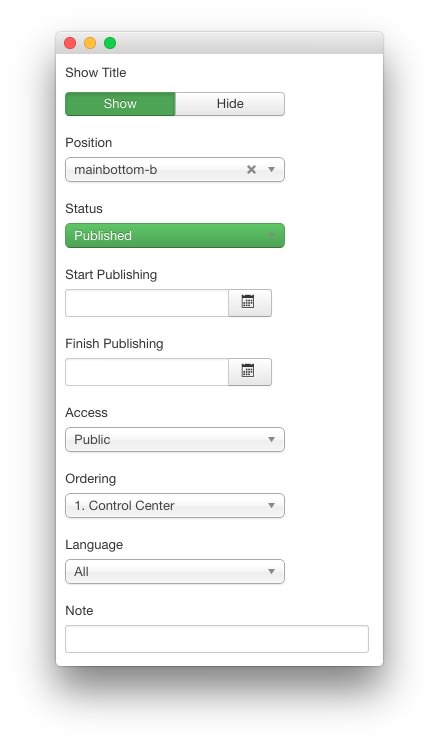 Show Title
Show Hide
Position
mainbottom-b
Status
Published
Start Publishing
Finish Publishing
Access
Public
Ordering
1. Control Center
Language
All
Note